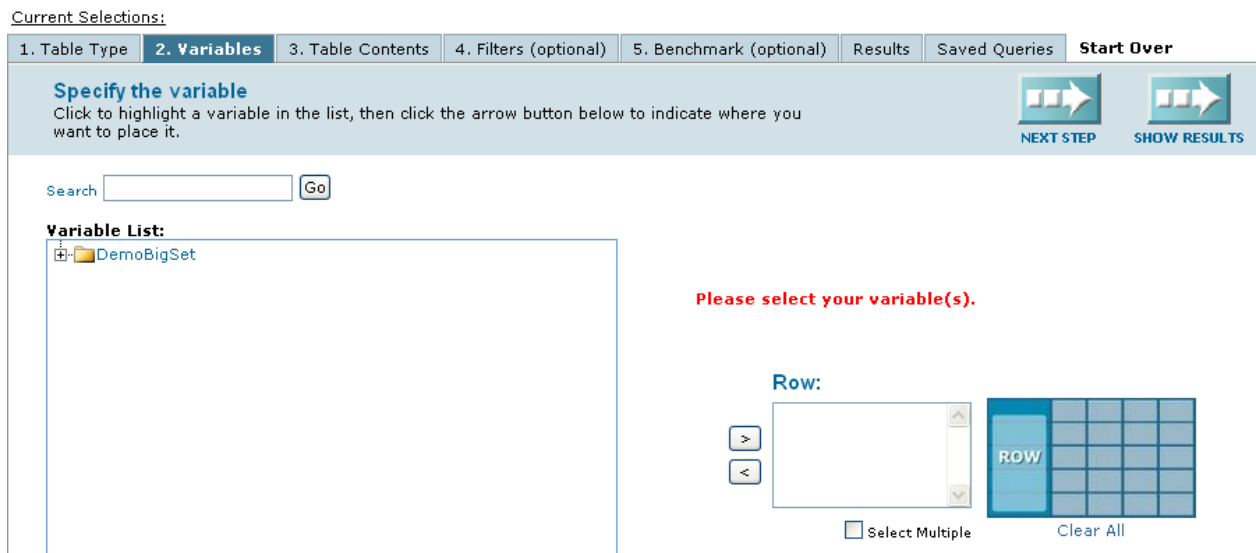 Current Selections:
1. Table Type 2. Variables 3. Table Contents 4. Filters (optional) 5. Benchmark (optional) Results Saved Queries Start Over
Specify the variable
Click to highlight a variable in the list, then click the arrow button below to indicate where you
want to place it.
NEXT STEP SHOW RESULTS
Search Go
Variable List:
DemoBigSet
Please select your variable(s).
Row:
>
<
ROW
Select Multiple
Clear All